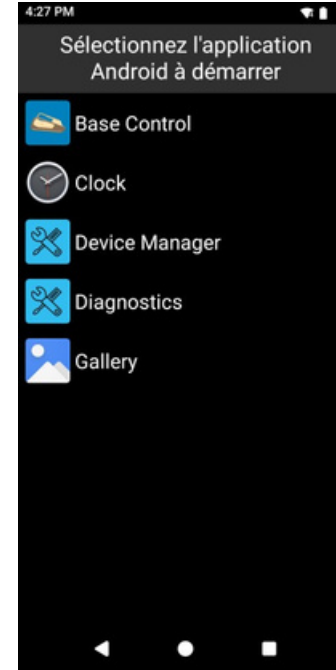 4:27 PM
Sélectionnez l'application
Android à démarrer
Base Control
Clock
Device Manager
Diagnostics
Gallery